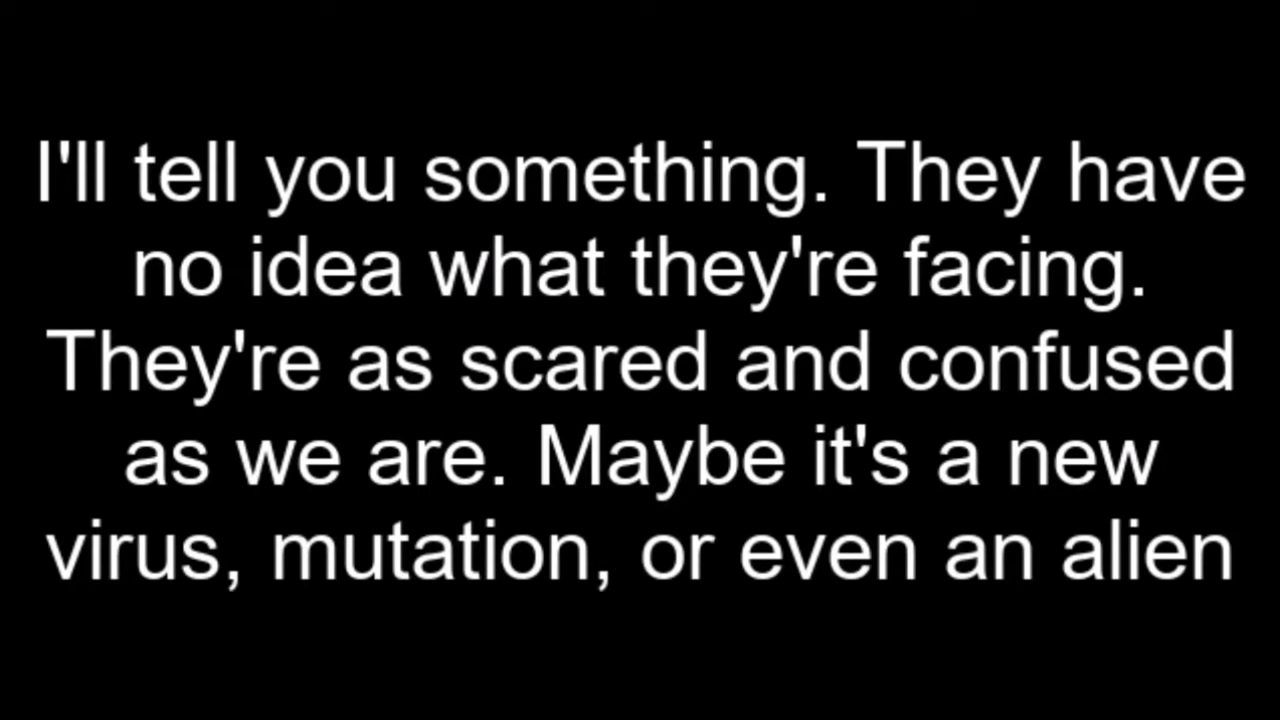 I'll tell you something. They have
no idea what they're facing.
They're as scared and confused
as we are. Maybe it's a new
virus, mutation, or even an alien